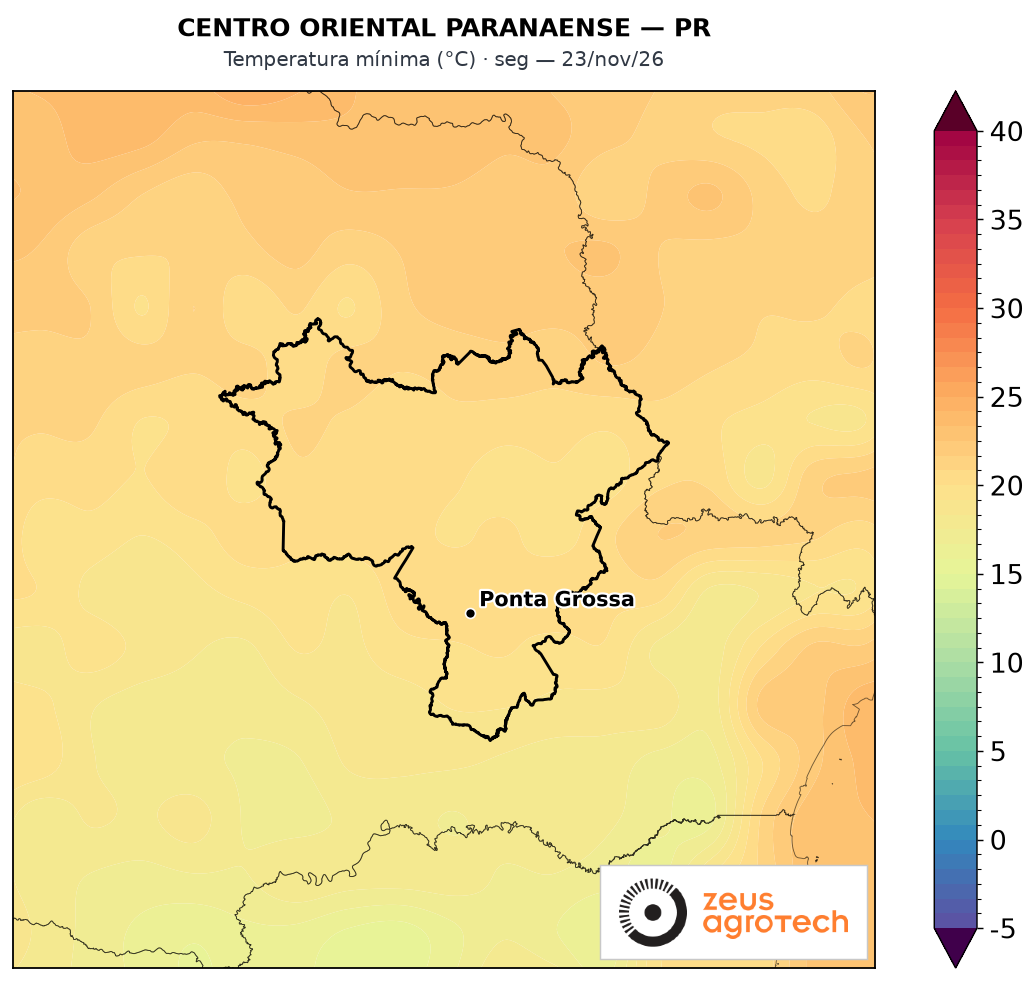 CENTRO ORIENTAL PARANAENSE — PR
Temperatura mínima (°C) · seg — 23/nov/26
40
35
30
25
20
15
10
5
0
-5
Ponta Grossa
zeus
agrotech